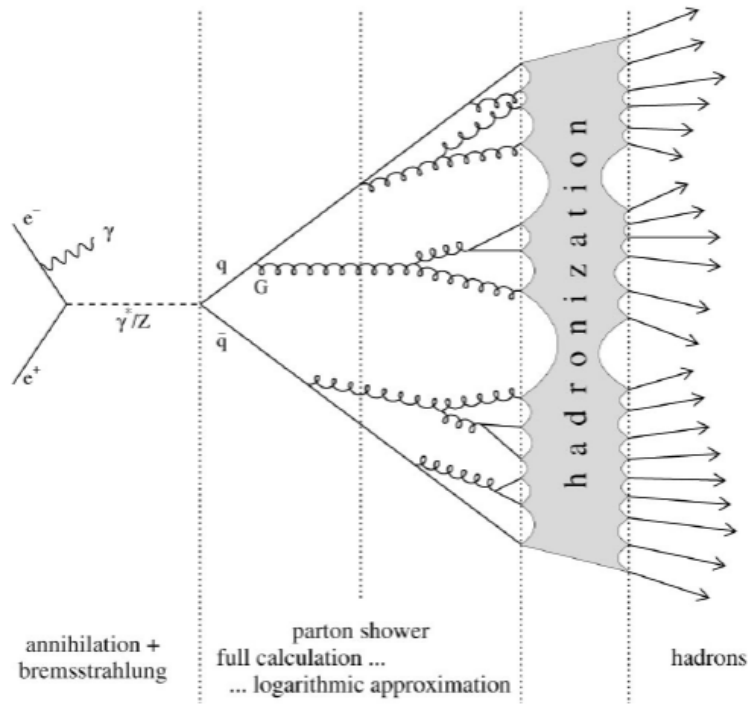 e⁻
γ
e⁺
γ*/Z
q
G
q̄
hadronization
annihilation +
bremsstrahlung
parton shower
full calculation ...
... logarithmic approximation
hadrons